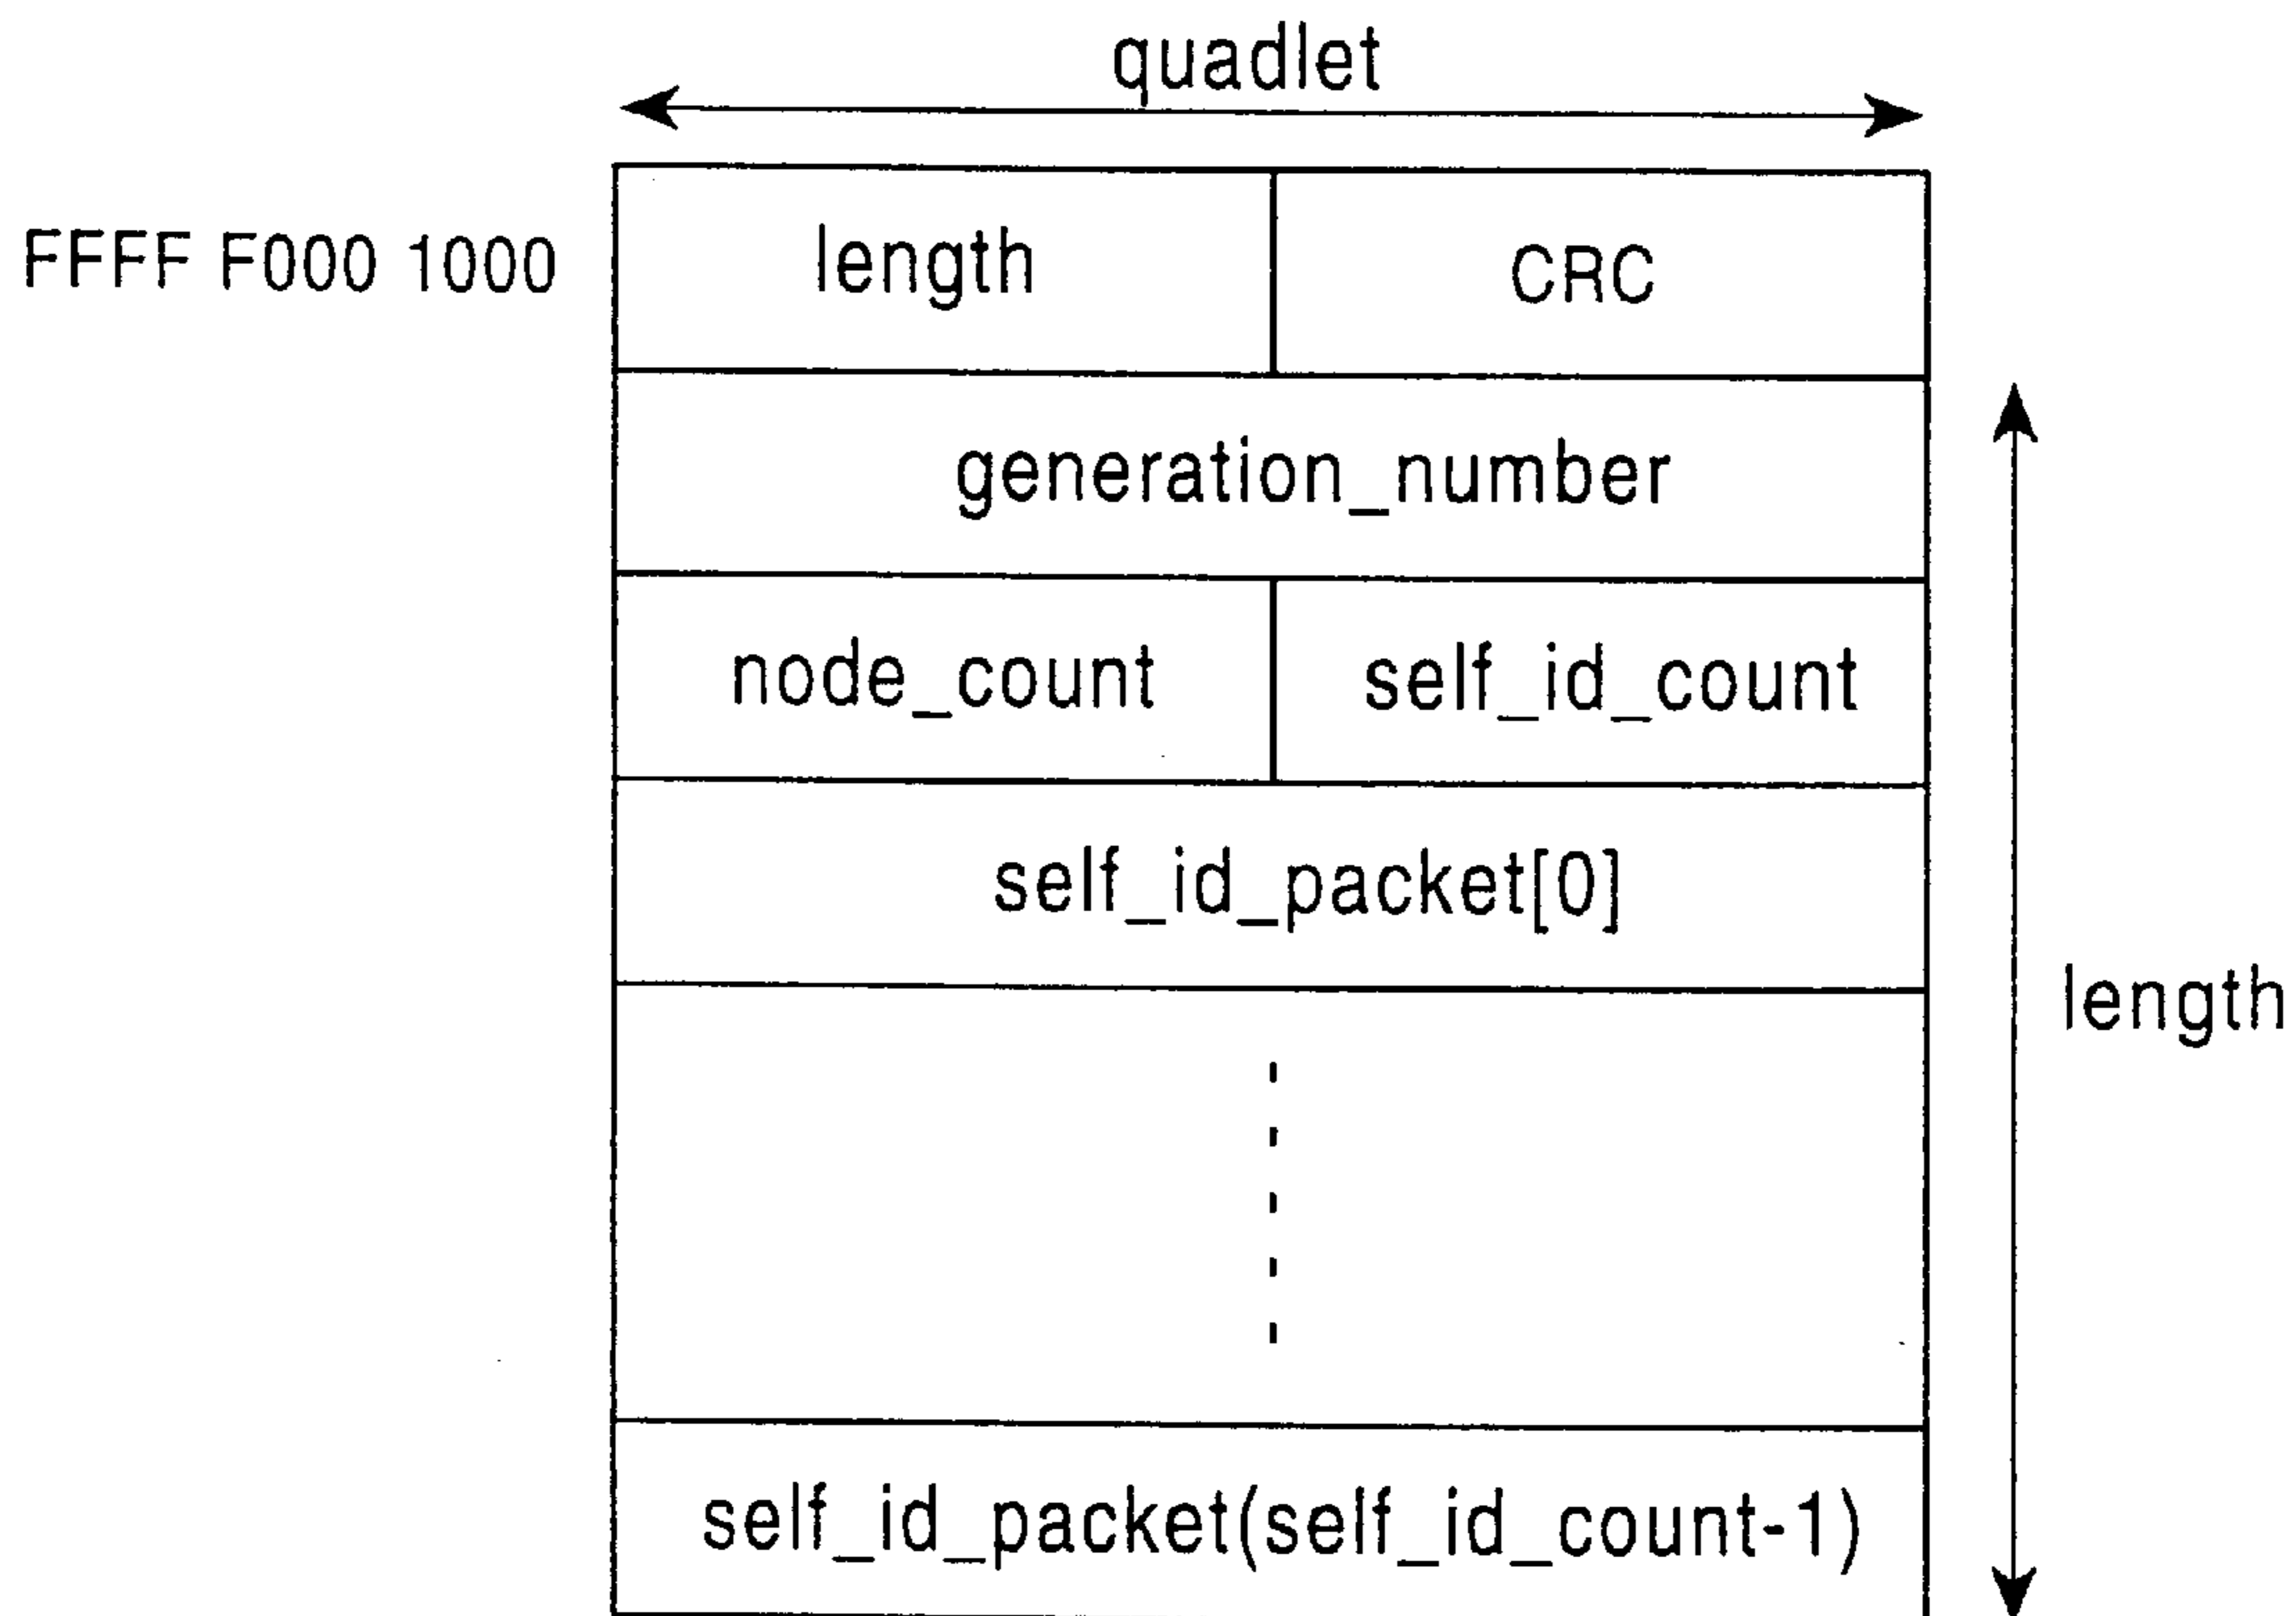 quadlet
FFFF F000 1000
length
CRC
generation_number
node_count
self_id_count
self_id_packet[0]
length
self_id_packet(self_id_count-1)